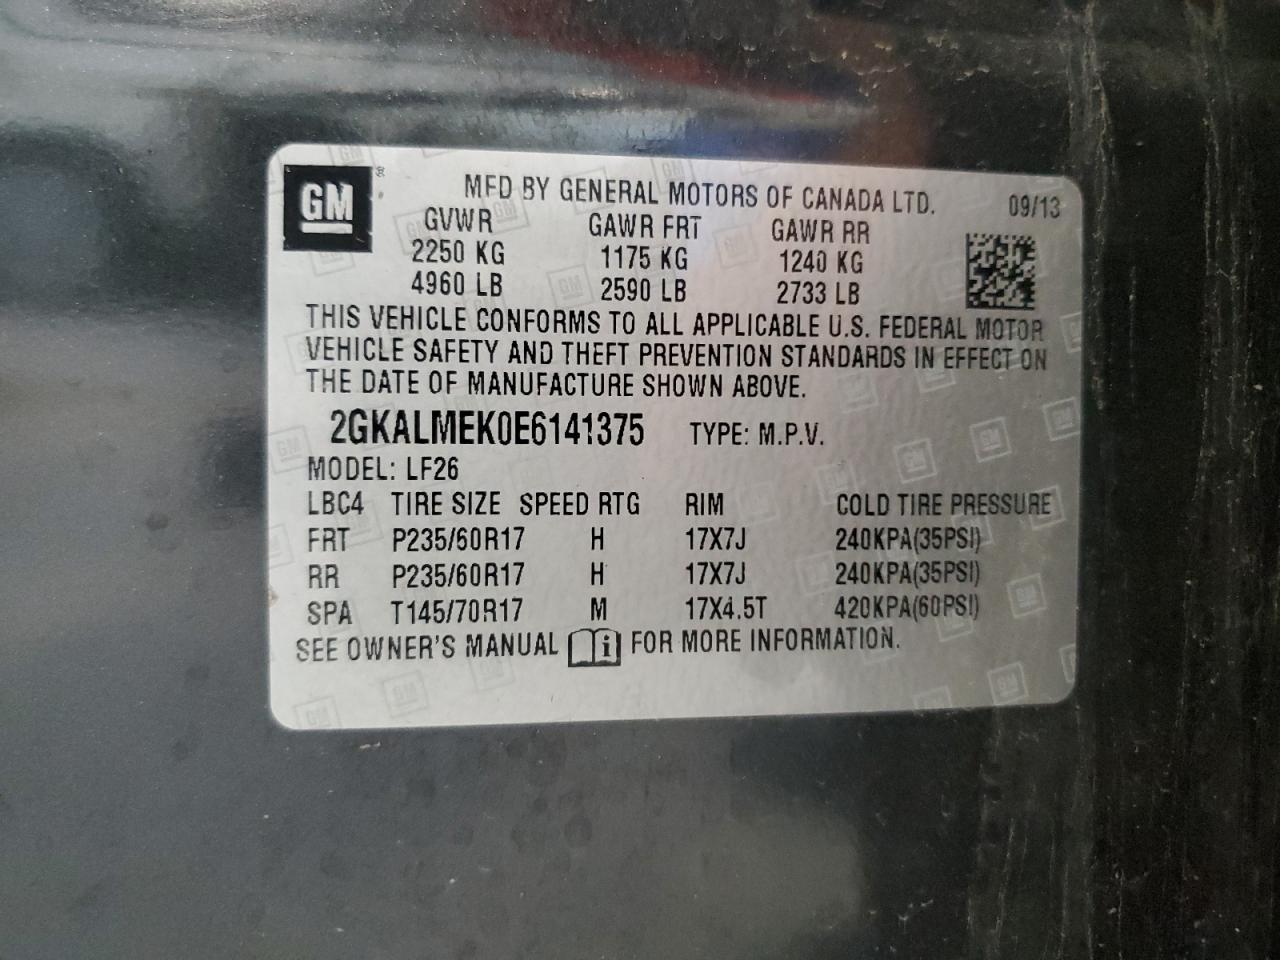 GM ® MFD BY GENERAL MOTORS OF CANADA LTD. 09/13
GVWR GAWR FRT GAWR RR
2250 KG 1175 KG 1240 KG
4960 LB 2590 LB 2733 LB
THIS VEHICLE CONFORMS TO ALL APPLICABLE U.S. FEDERAL MOTOR
VEHICLE SAFETY AND THEFT PREVENTION STANDARDS IN EFFECT ON
THE DATE OF MANUFACTURE SHOWN ABOVE.
2GKALMEK0E6141375 TYPE: M.P.V.
MODEL: LF26
LBC4 TIRE SIZE SPEED RTG RIM COLD TIRE PRESSURE
FRT P235/60R17 H 17X7J 240KPA(35PSI)
RR P235/60R17 H 17X7J 240KPA(35PSI)
SPA T145/70R17 M 17X4.5T 420KPA(60PSI)
SEE OWNER'S MANUAL i FOR MORE INFORMATION.